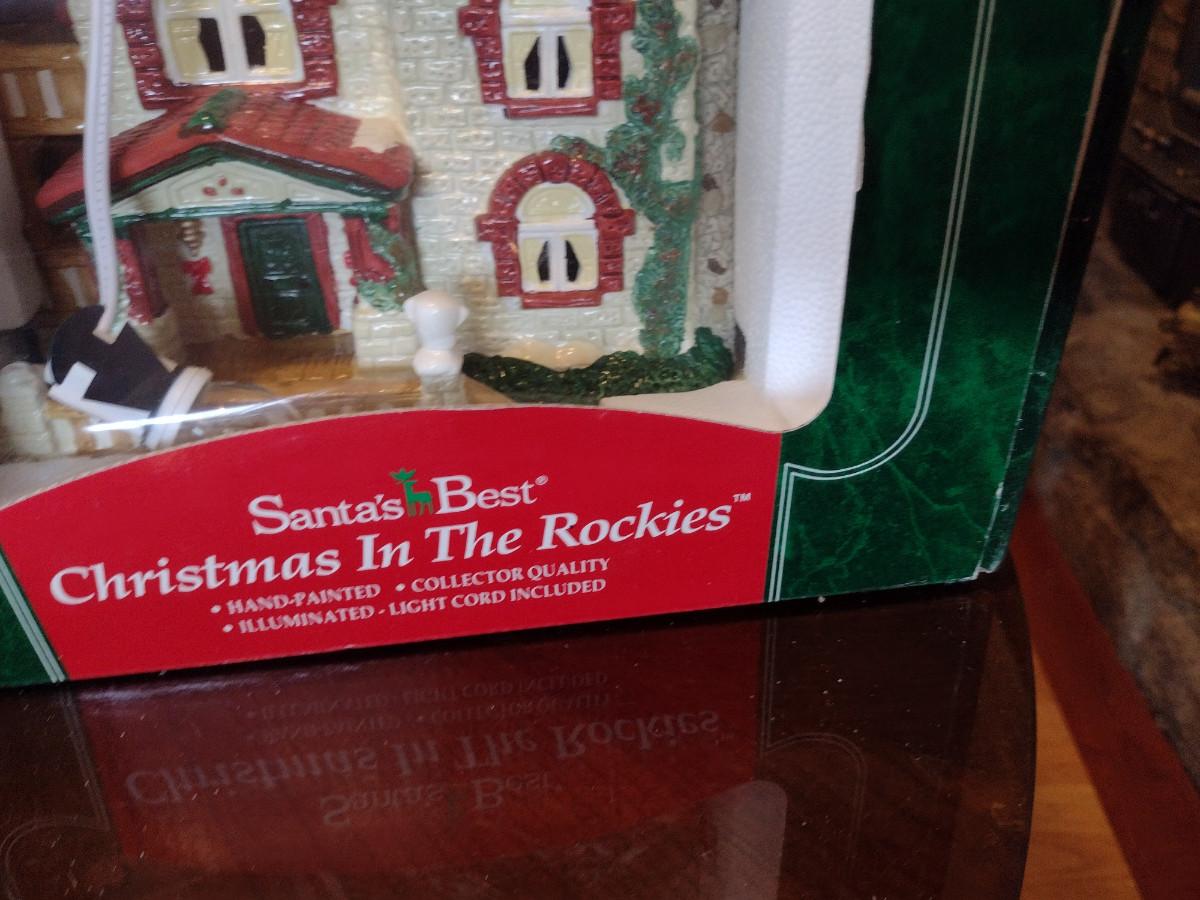 Santa's Best®
Christmas In The Rockies™
• HAND-PAINTED • COLLECTOR QUALITY
• ILLUMINATED - LIGHT CORD INCLUDED